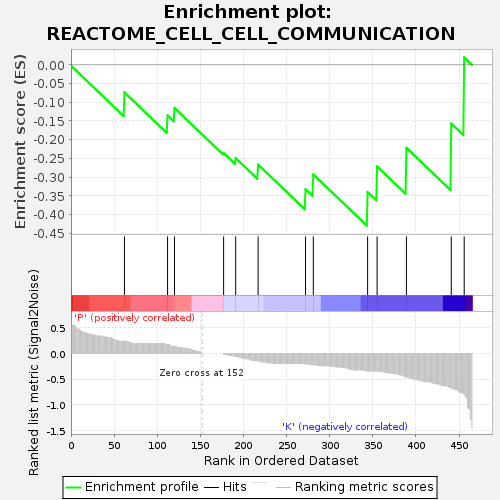 Enrichment plot:
REACTOME_CELL_CELL_COMMUNICATION
Enrichment score (ES)
0.00
-0.05
-0.10
-0.15
-0.20
-0.25
-0.30
-0.35
-0.40
-0.45
'P' (positively correlated)
Ranked list metric (Signal2Noise)
0.5
0.0
-0.5
-1.0
-1.5
Zero cross at 152
'K' (negatively correlated)
0 50 100 150 200 250 300 350 400 450
Rank in Ordered Dataset
Enrichment profile Hits Ranking metric scores